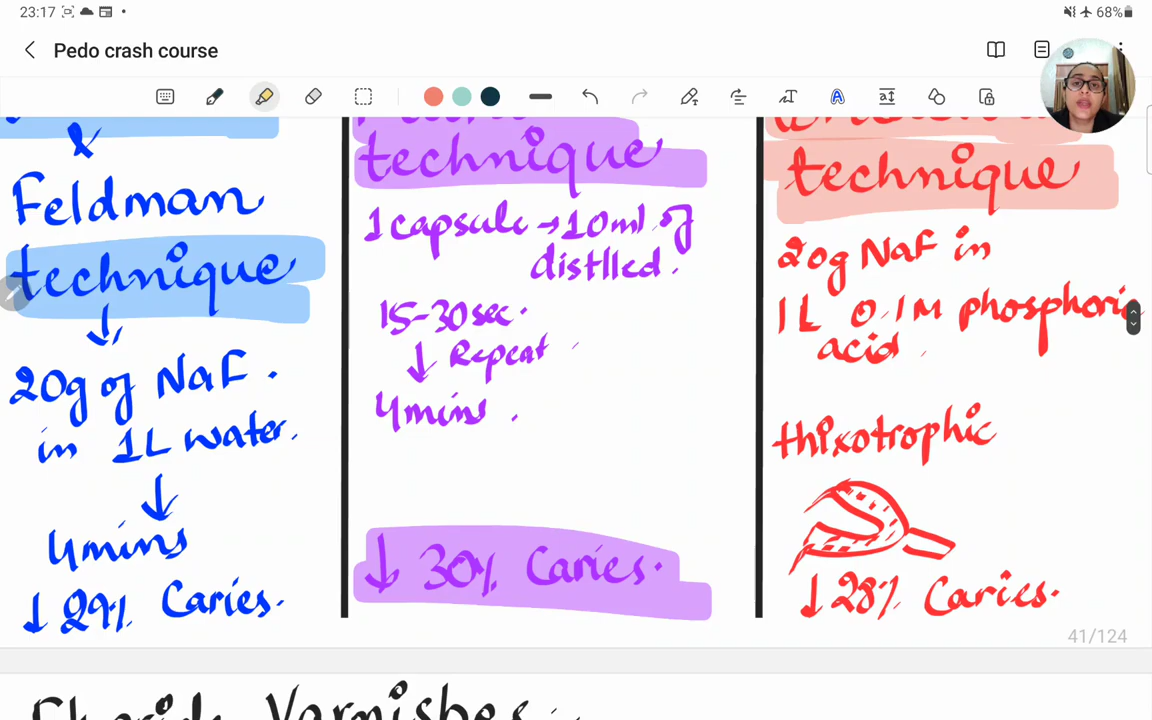 23:17
68%
Pedo crash course
&
Feldman
technique
20g of NaF.
in 1L water.
4mins
↓ 29% Caries.
technique
1 capsule → 10ml of
distlled.
15-30sec.
↓ Repeat
4mins.
↓ 30% Caries.
technique
20g NaF in
1L 0.1M phosphoric
acid.
thixotrophic
↓ 28% Caries.
41/124
Varnishes